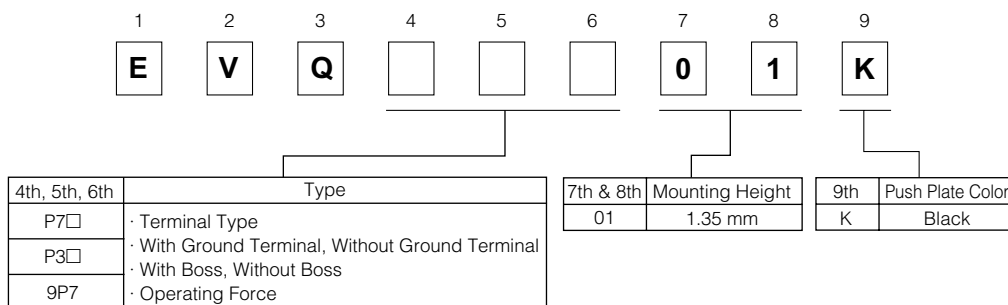 1 2 3 4 5 6 7 8 9
E V Q 0 1 K
4th, 5th, 6th Type
P7□
P3□
9P7
· Terminal Type
· With Ground Terminal, Without Ground Terminal
· With Boss, Without Boss
· Operating Force
7th & 8th Mounting Height
01 1.35 mm
9th Push Plate Color
K Black